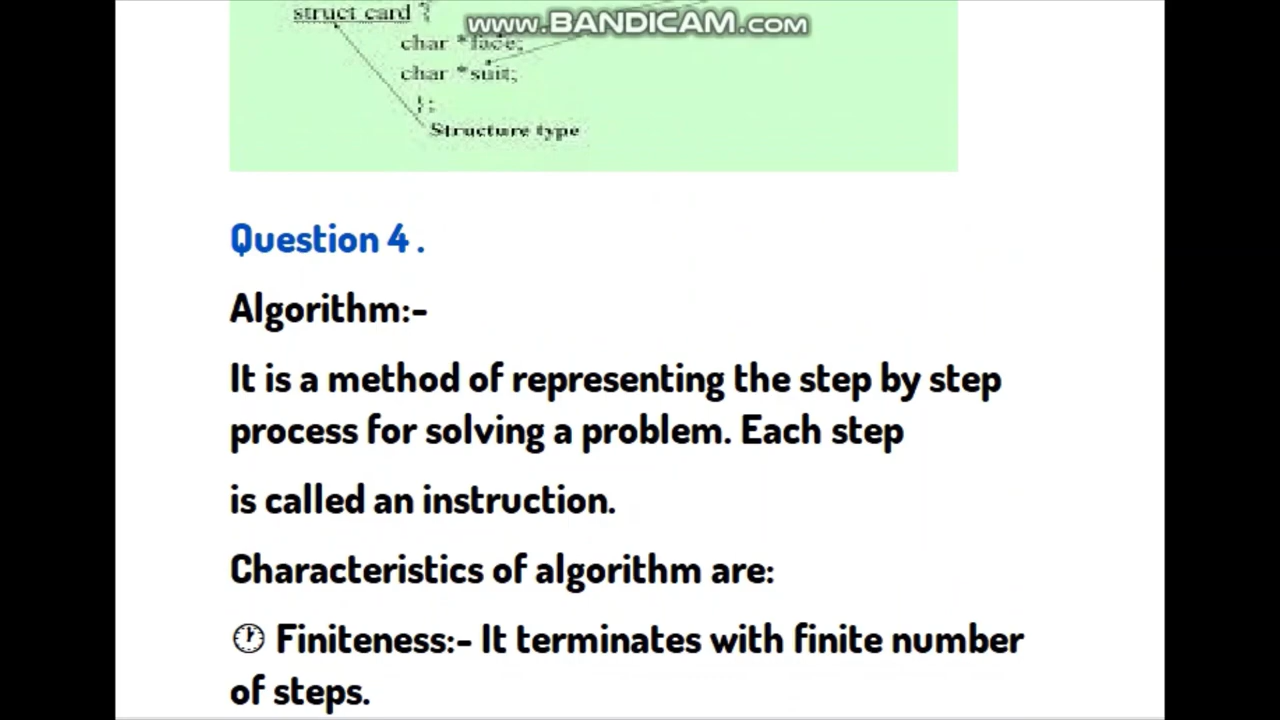 struct card {
www.BANDICAM.com
char *face;
char *suit;
};
Structure type
Question 4 .
Algorithm:-
It is a method of representing the step by step
process for solving a problem. Each step
is called an instruction.
Characteristics of algorithm are:
Finiteness:- It terminates with finite number
of steps.